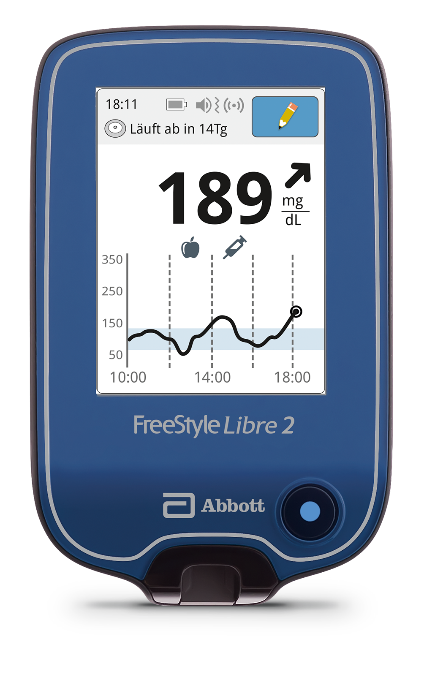 18:11
Läuft ab in 14Tg
189 mg
dL
350
250
150
50
10:00 14:00 18:00
FreeStyle Libre 2
Abbott